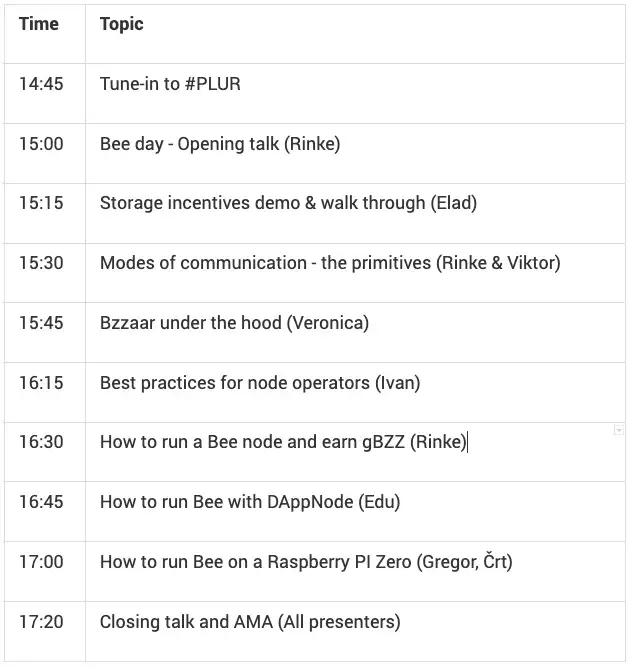 Time Topic
14:45 Tune-in to #PLUR
15:00 Bee day - Opening talk (Rinke)
15:15 Storage incentives demo & walk through (Elad)
15:30 Modes of communication - the primitives (Rinke & Viktor)
15:45 Bzzaar under the hood (Veronica)
16:15 Best practices for node operators (Ivan)
16:30 How to run a Bee node and earn gBZZ (Rinke)
16:45 How to run Bee with DAppNode (Edu)
17:00 How to run Bee on a Raspberry PI Zero (Gregor, Črt)
17:20 Closing talk and AMA (All presenters)